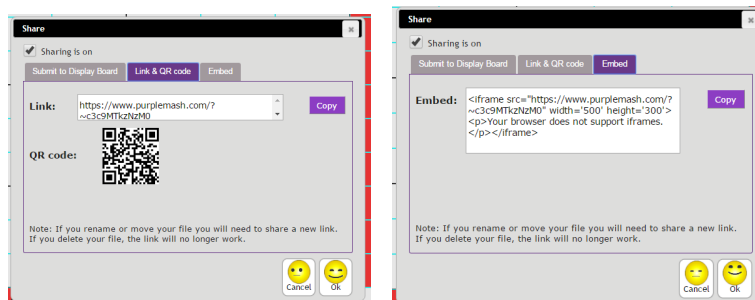 Share
Sharing is on
Submit to Display Board Link & QR code Embed
Link: https://www.purplemash.com/?
~c3c9MTkzNzM0
Copy
QR code:
Note: If you rename or move your file you will need to share a new link.
If you delete your file, the link will no longer work.
Cancel Ok
Share
Sharing is on
Submit to Display Board Link & QR code Embed
Embed: <iframe src="https://www.purplemash.com/?
~c3c9MTkzNzM0" width='500' height='300'>
<p>Your browser does not support iframes.
</p></iframe>
Copy
Note: If you rename or move your file you will need to share a new link.
If you delete your file, the link will no longer work.
Cancel Ok